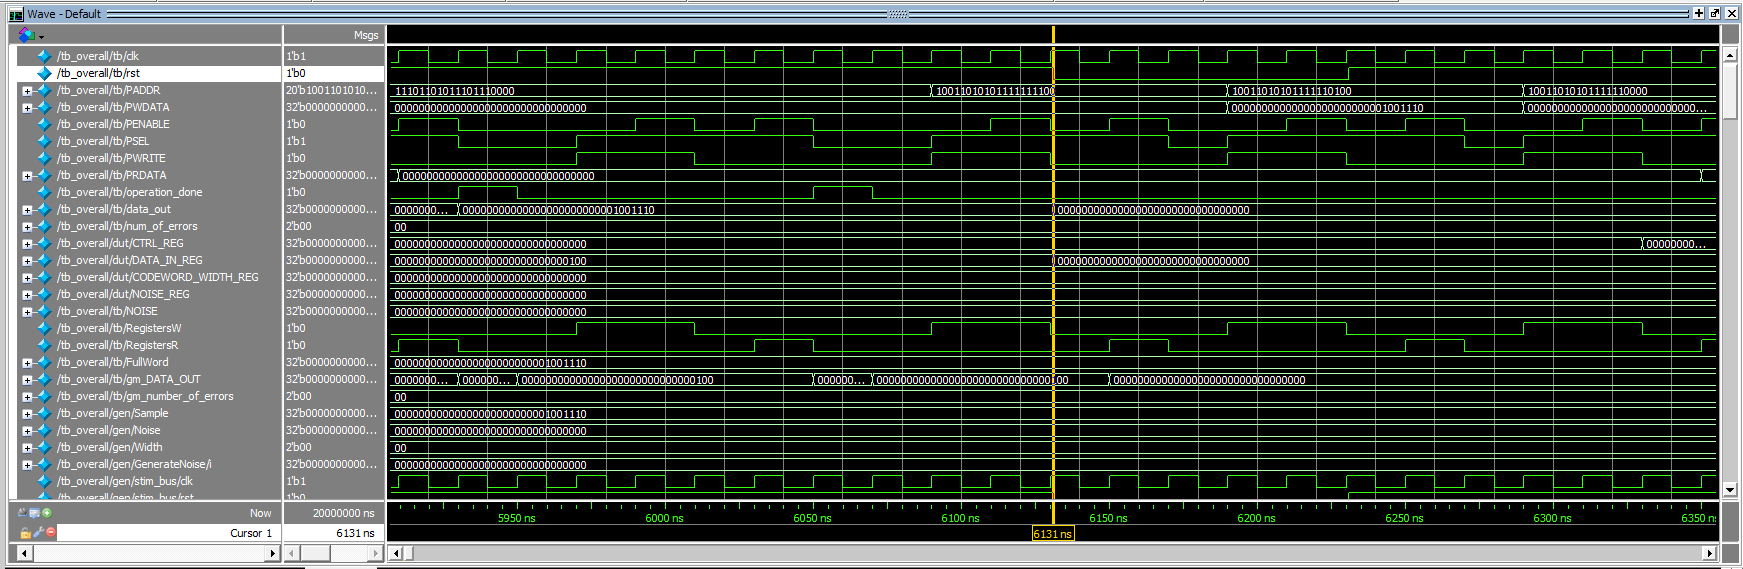 Wave - Default
Msgs
/tb_overall/tb/clk 1'b1
/tb_overall/tb/rst 1'b0
/tb_overall/tb/PADDR 20'b1001101010... 11101101011101110000 10011010101111111100 10011010101111110100 10011010101111110000
/tb_overall/tb/PWDATA 32'b0000000000... 00000000000000000000000000000000 00000000000000000000000001001110 0000000000000000000000000000...
/tb_overall/tb/PENABLE 1'b0
/tb_overall/tb/PSEL 1'b1
/tb_overall/tb/PWRITE 1'b0
/tb_overall/tb/PRDATA 32'b0000000000... 00000000000000000000000000000000
/tb_overall/tb/operation_done 1'b0
/tb_overall/tb/data_out 32'b0000000000... 0000000... 00000000000000000000000001001110 00000000000000000000000000000000
/tb_overall/tb/num_of_errors 2'b00 00
/tb_overall/dut/CTRL_REG 32'b0000000000... 00000000000000000000000000000000 00000000...
/tb_overall/dut/DATA_IN_REG 32'b0000000000... 00000000000000000000000000000100 00000000000000000000000000000000
/tb_overall/dut/CODEWORD_WIDTH_REG 32'b0000000000... 00000000000000000000000000000000
/tb_overall/dut/NOISE_REG 32'b0000000000... 00000000000000000000000000000000
/tb_overall/tb/NOISE 32'b0000000000... 00000000000000000000000000000000
/tb_overall/tb/RegistersW 1'b0
/tb_overall/tb/RegistersR 1'b0
/tb_overall/tb/FullWord 32'b0000000000... 00000000000000000000000001001110
/tb_overall/tb/gm_DATA_OUT 32'b0000000000... 0000000... 000000... 00000000000000000000000000000100 000000... 00000000000000000000000000000100 00000000000000000000000000000000
/tb_overall/tb/gm_number_of_errors 2'b00 00
/tb_overall/gen/Sample 32'b0000000000... 00000000000000000000000001001110
/tb_overall/gen/Noise 32'b0000000000... 00000000000000000000000000000000
/tb_overall/gen/Width 2'b00 00
/tb_overall/gen/GenerateNoise/i 32'b0000000000... 00000000000000000000000000000000
/tb_overall/gen/stim_bus/clk 1'b1
/tb_overall/gen/stim_bus/rst 1'b0
Now 20000000 ns 5950 ns 6000 ns 6050 ns 6100 ns 6150 ns 6200 ns 6250 ns 6300 ns 6350 ns
Cursor 1 6131 ns 6131 ns